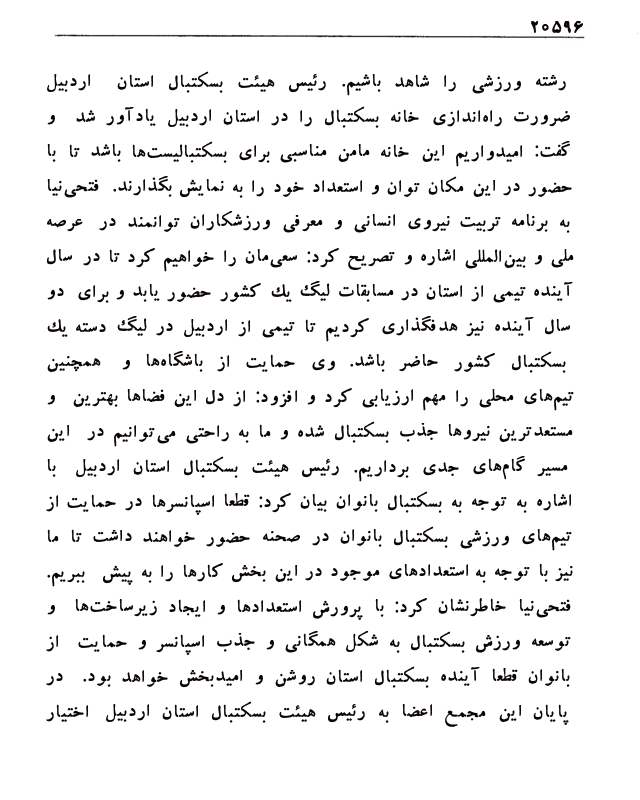 ۲۰۵۹۶
رشته ورزشی را شاهد باشیم. رئیس هیئت بسکتبال استان اردبیل
ضرورت راه‌اندازی خانه بسکتبال را در استان اردبیل یادآور شد و
گفت: امیدواریم این خانه مامن مناسبی برای بسکتبالیست‌ها باشد تا با
حضور در این مکان توان و استعداد خود را به نمایش بگذارند. فتحی‌نیا
به برنامه تربیت نیروی انسانی و معرفی ورزشکاران توانمند در عرصه
ملی و بین‌المللی اشاره و تصریح کرد: سعی‌مان را خواهیم کرد تا در سال
آینده تیمی از استان در مسابقات لیگ یك کشور حضور یابد و برای دو
سال آینده نیز هدفگذاری کردیم تا تیمی از اردبیل در لیگ دسته یك
بسکتبال کشور حاضر باشد. وی حمایت از باشگاه‌ها و همچنین
تیم‌های محلی را مهم ارزیابی کرد و افزود: از دل این فضاها بهترین و
مستعدترین نیروها جذب بسکتبال شده و ما به راحتی می‌توانیم در این
مسیر گام‌های جدی برداریم. رئیس هیئت بسکتبال استان اردبیل با
اشاره به توجه به بسکتبال بانوان بیان کرد: قطعا اسپانسرها در حمایت از
تیم‌های ورزشی بسکتبال بانوان در صحنه حضور خواهند داشت تا ما
نیز با توجه به استعدادهای موجود در این بخش کارها را به پیش ببریم.
فتحی‌نیا خاطرنشان کرد: با پرورش استعدادها و ایجاد زیرساخت‌ها و
توسعه ورزش بسکتبال به شکل همگانی و جذب اسپانسر و حمایت از
بانوان قطعا آینده بسکتبال استان روشن و امیدبخش خواهد بود. در
پایان این مجمع اعضا به رئیس هیئت بسکتبال استان اردبیل اختیار